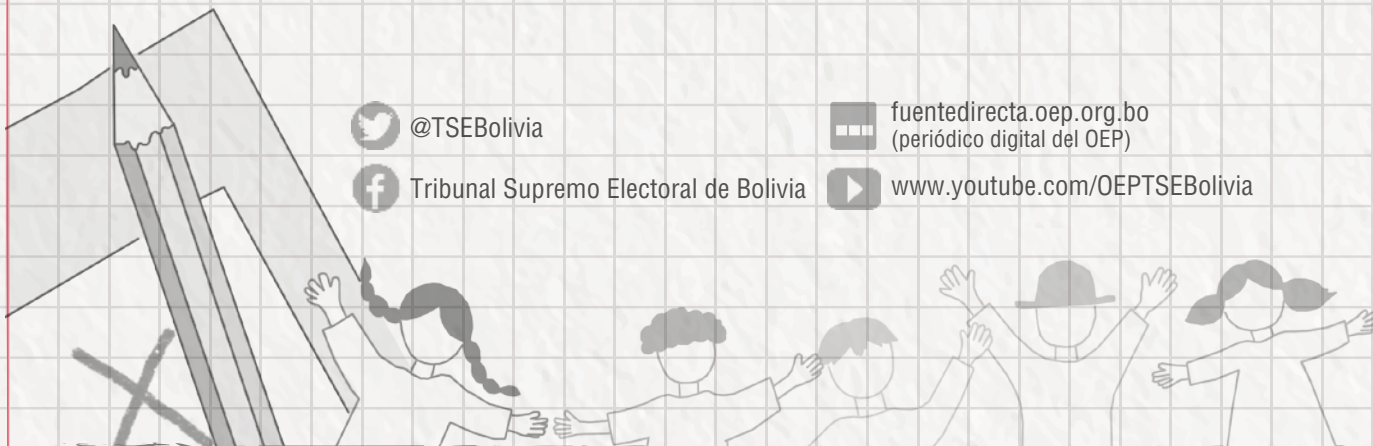 @TSEBolivia
Tribunal Supremo Electoral de Bolivia
fuentedirecta.oep.org.bo
(periódico digital del OEP)
www.youtube.com/OEPTSEBolivia